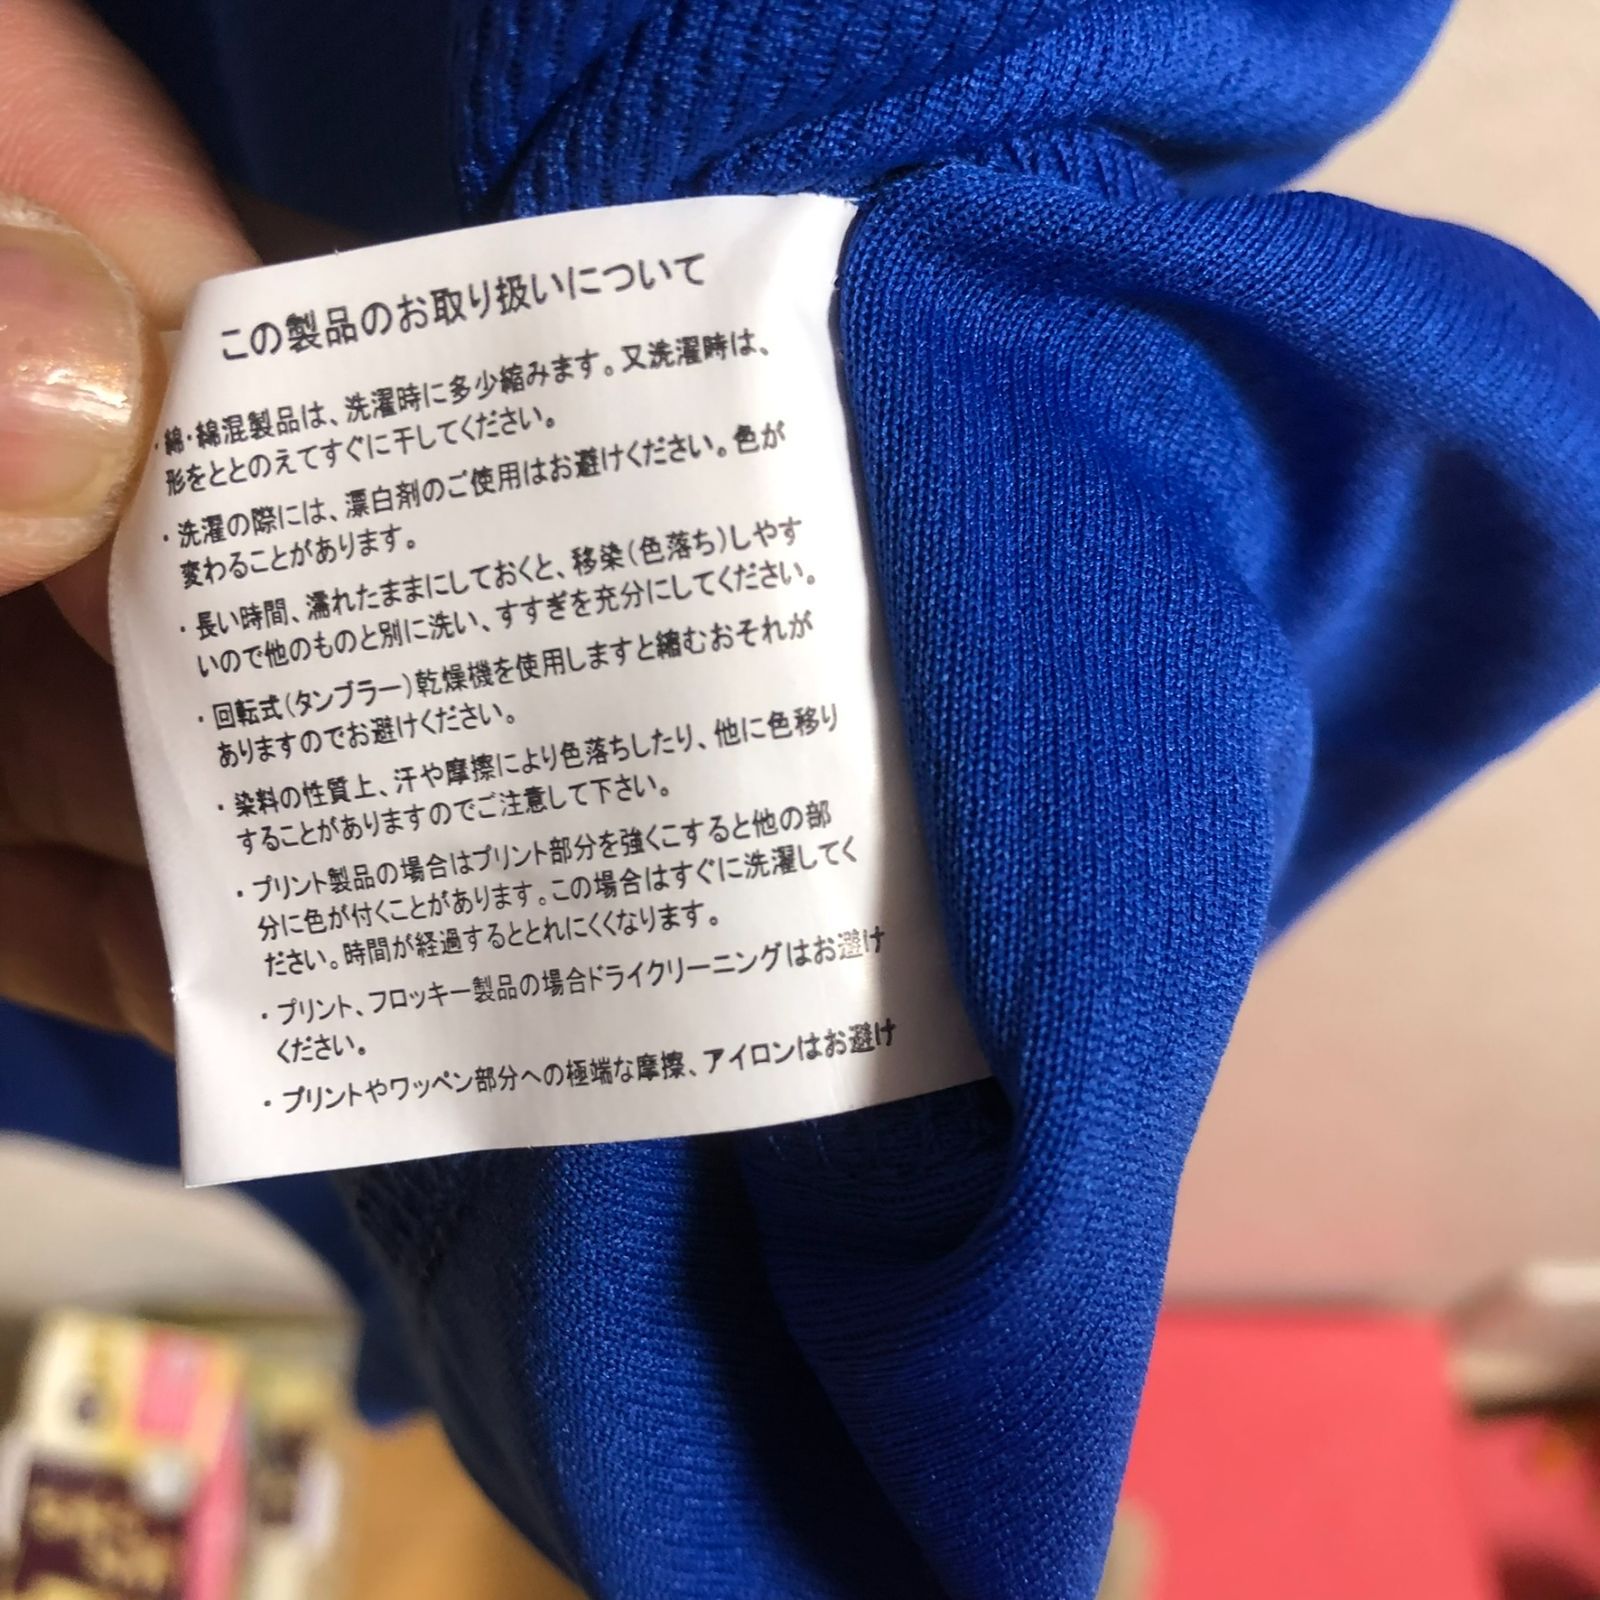 この製品のお取り扱いについて
・綿・綿混製品は、洗濯時に多少縮みます。又洗濯時は、
形をととのえてすぐに干してください。
・洗濯の際には、漂白剤のご使用はお避けください。色が
変わることがあります。
・長い時間、濡れたままにしておくと、移染(色落ち)しやす
いので他のものと別に洗い、すすぎを充分にしてください。
・回転式(タンブラー)乾燥機を使用しますと縮むおそれが
ありますのでお避けください。
・染料の性質上、汗や摩擦により色落ちしたり、他に色移り
することがありますのでご注意して下さい。
・プリント製品の場合はプリント部分を強くこすると他の部
分に色が付くことがあります。この場合はすぐに洗濯してく
ださい。時間が経過するととれにくくなります。
・プリント、フロッキー製品の場合ドライクリーニングはお避け
ください。
・プリントやワッペン部分への極端な摩擦、アイロンはお避け